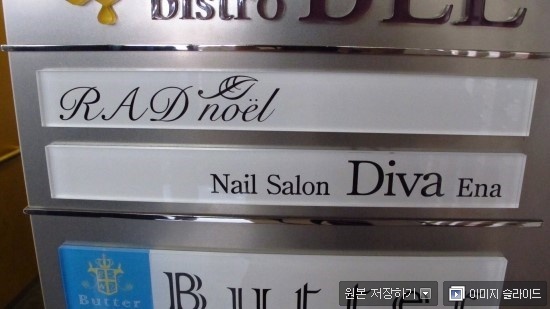 bistro BEL
RAD noël
Nail Salon Diva Ena
Butter
Butter
원본 저장하기
이미지 슬라이드